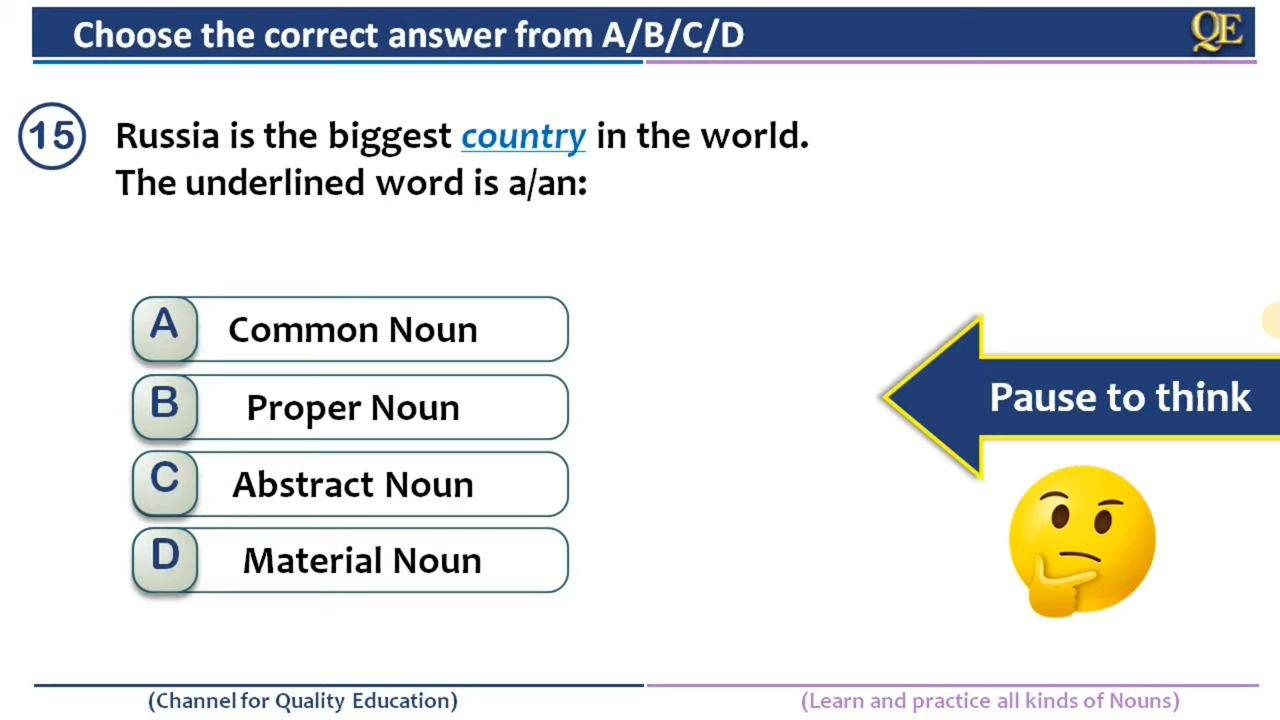 Choose the correct answer from A/B/C/D
QE
15
Russia is the biggest country in the world.
The underlined word is a/an:
A Common Noun
B Proper Noun
C Abstract Noun
D Material Noun
Pause to think
(Channel for Quality Education)
(Learn and practice all kinds of Nouns)